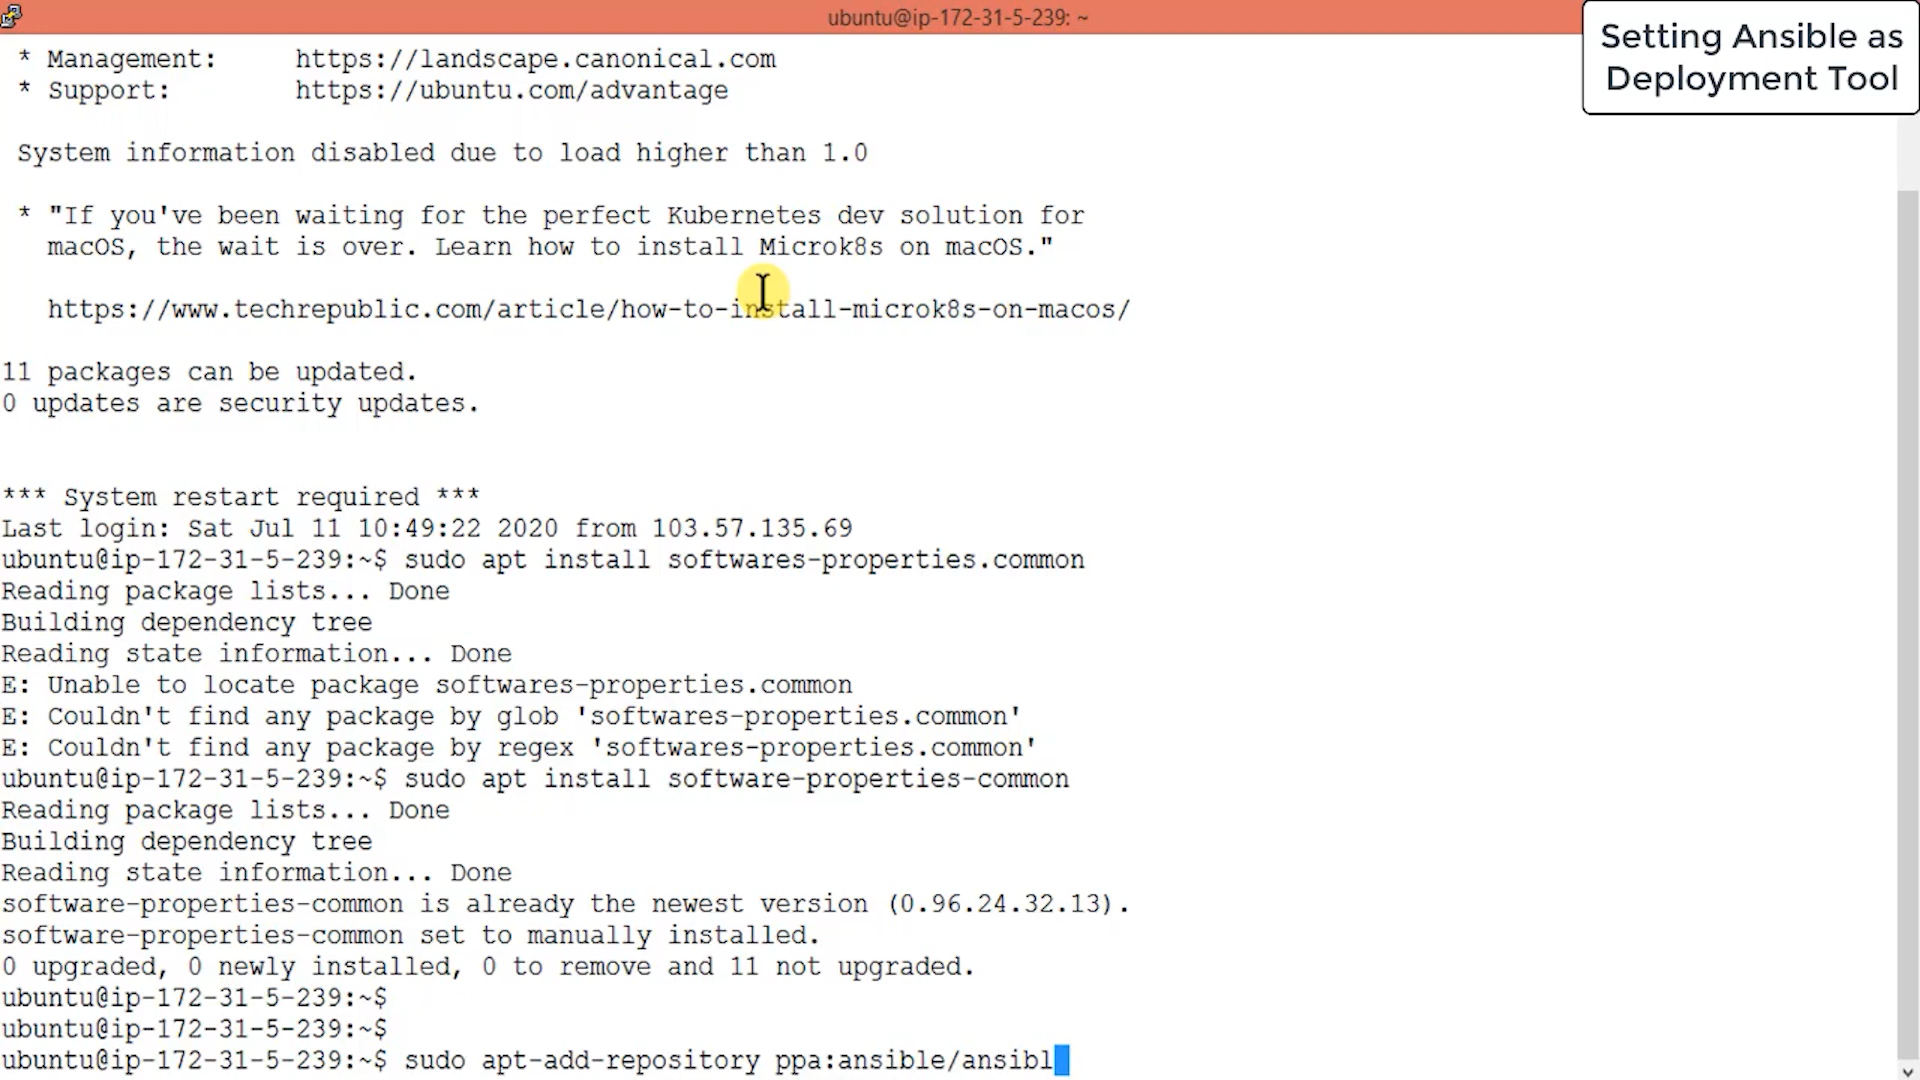 ubuntu@ip-172-31-5-239: ~
Setting Ansible as
Deployment Tool
* Management:     https://landscape.canonical.com
* Support:        https://ubuntu.com/advantage
System information disabled due to load higher than 1.0
* "If you've been waiting for the perfect Kubernetes dev solution for
macOS, the wait is over. Learn how to install Microk8s on macOS."
https://www.techrepublic.com/article/how-to-install-microk8s-on-macos/
11 packages can be updated.
0 updates are security updates.
*** System restart required ***
Last login: Sat Jul 11 10:49:22 2020 from 103.57.135.69
ubuntu@ip-172-31-5-239:~$ sudo apt install softwares-properties.common
Reading package lists... Done
Building dependency tree
Reading state information... Done
E: Unable to locate package softwares-properties.common
E: Couldn't find any package by glob 'softwares-properties.common'
E: Couldn't find any package by regex 'softwares-properties.common'
ubuntu@ip-172-31-5-239:~$ sudo apt install software-properties-common
Reading package lists... Done
Building dependency tree
Reading state information... Done
software-properties-common is already the newest version (0.96.24.32.13).
software-properties-common set to manually installed.
0 upgraded, 0 newly installed, 0 to remove and 11 not upgraded.
ubuntu@ip-172-31-5-239:~$
ubuntu@ip-172-31-5-239:~$
ubuntu@ip-172-31-5-239:~$ sudo apt-add-repository ppa:ansible/ansibl